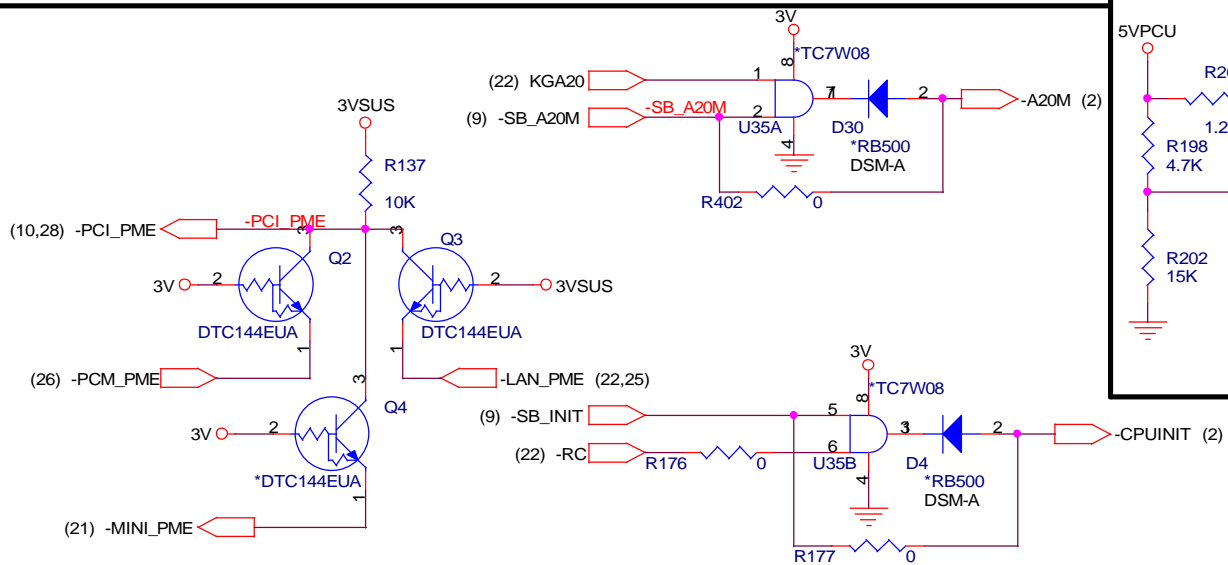 3V
*TC7W08
(22) KGA20
1
8
7
1
2
-A20M (2)
(9) -SB_A20M
-SB_A20M
2
U35A
4
D30
*RB500
DSM-A
R402
0
3VSUS
R137
10K
(10,28) -PCI_PME
-PCI_PME
3
3
Q2
Q3
3V
2
2
3VSUS
DTC144EUA
DTC144EUA
1
1
(26) -PCM_PME
-LAN_PME (22,25)
3
Q4
3V
2
*DTC144EUA
1
(21) -MINI_PME
3V
*TC7W08
(9) -SB_INIT
5
8
3
2
-CPUINIT (2)
(22) -RC
R176
0
6
U35B
4
D4
*RB500
DSM-A
R177
0
5VPCU
R20
1.2
R198
4.7K
R202
15K